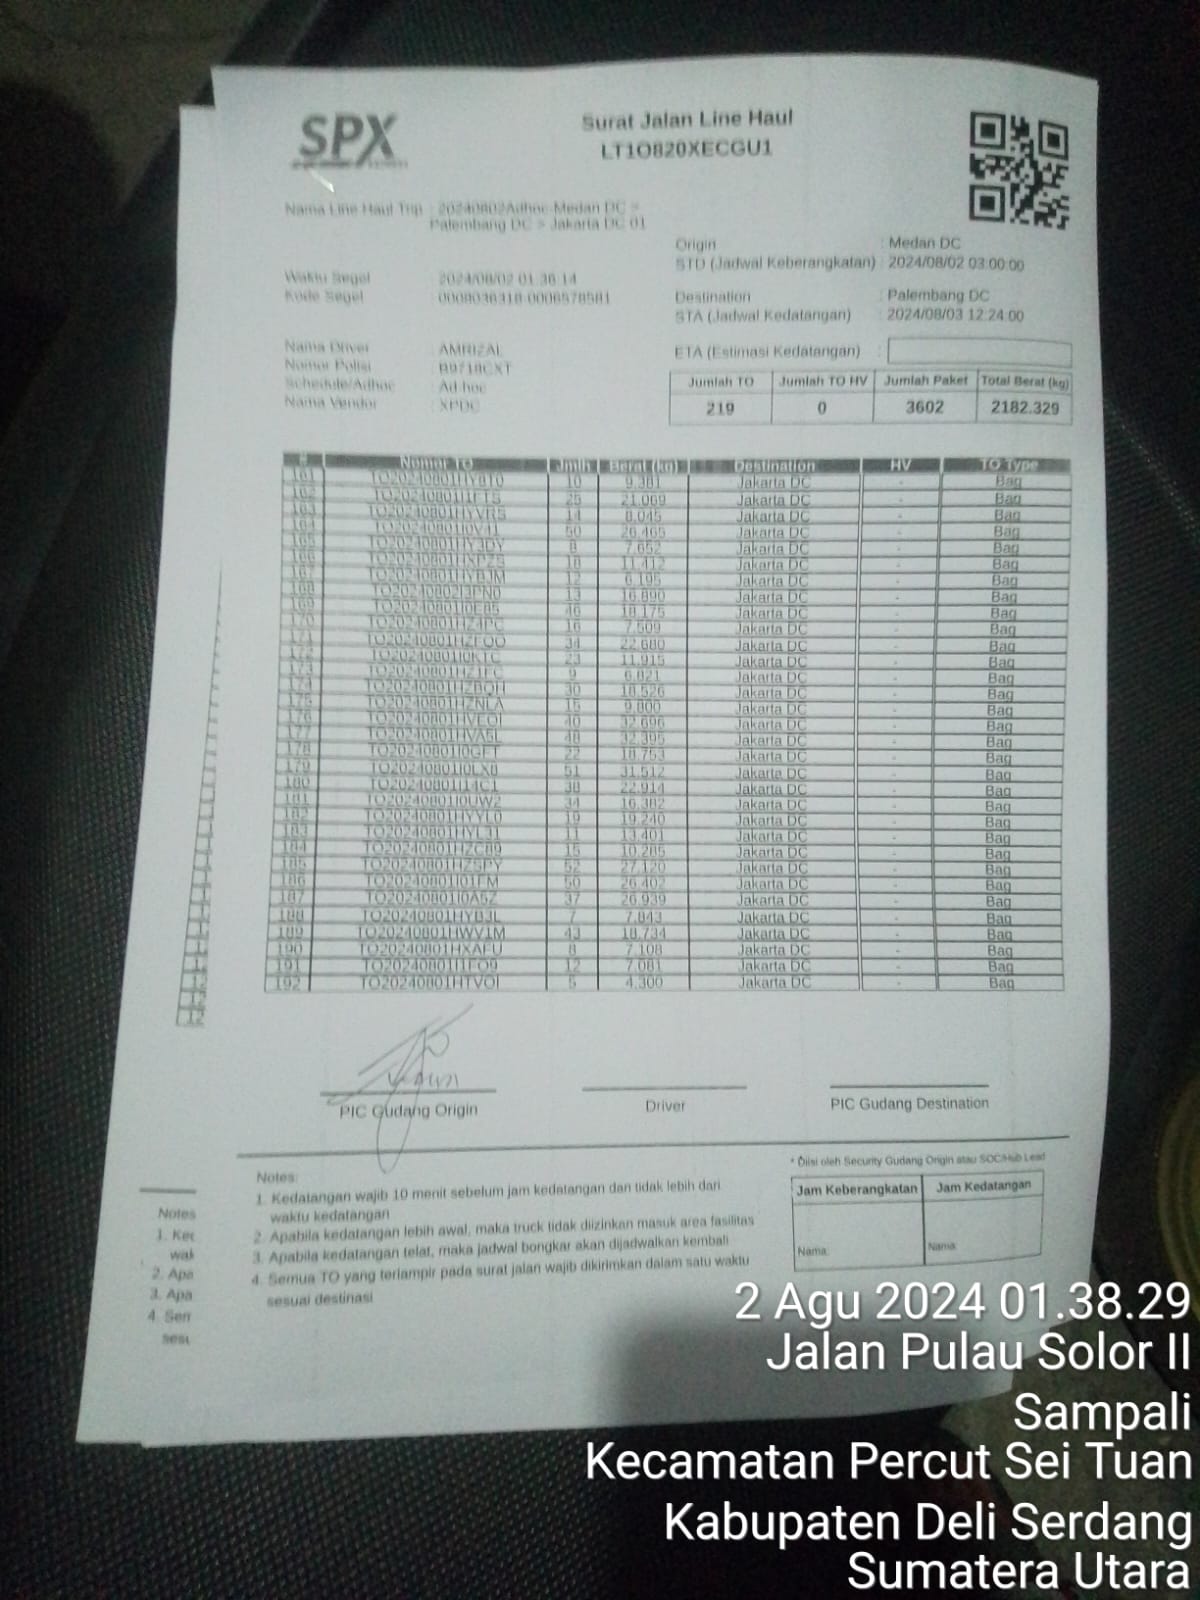 SPX
Surat Jalan Line Haul
LT1O820XECGU1
Nama Line Haul Trip : 20240802Adhoc-Medan DC >
Palembang DC > Jakarta DC 01
Origin : Medan DC
STD (Jadwal Keberangkatan) : 2024/08/02 03:00:00
Waktu Segel : 2024/08/02 01:36:14
Kode Segel : 0008036318-0006578581
Destination : Palembang DC
STA (Jadwal Kedatangan) : 2024/08/03 12:24:00
Nama Driver : AMRIZAL
ETA (Estimasi Kedatangan) :
Nomor Polisi : B9718CXT
Schedule/Adhoc : Ad hoc
Nama Vendor : XPDC
Jumlah TO Jumlah TO HV Jumlah Paket Total Berat (kg)
219 0 3602 2182.329
# Nomor TO Jmlh Berat (kg) Destination HV TO Type
161 10 9.381 Jakarta DC - Bag
162 25 21.069 Jakarta DC - Bag
163 TO20240801HYVR5 14 8.045 Jakarta DC - Bag
164 50 26.465 Jakarta DC - Bag
165 TO20240801HY3DY 8 7.652 Jakarta DC - Bag
166 18 11.412 Jakarta DC - Bag
167 TO20240801HYBJM 12 6.195 Jakarta DC - Bag
168 13 16.890 Jakarta DC - Bag
169 46 18.175 Jakarta DC - Bag
170 TO20240801HZ4PC 16 7.509 Jakarta DC - Bag
171 34 22.680 Jakarta DC - Bag
172 23 11.915 Jakarta DC - Bag
173 9 6.821 Jakarta DC - Bag
174 TO20240801HZBQH 30 18.526 Jakarta DC - Bag
175 TO20240801HZNLA 15 9.800 Jakarta DC - Bag
176 40 32.696 Jakarta DC - Bag
177 TO20240801HVA5L 48 32.395 Jakarta DC - Bag
178 22 18.753 Jakarta DC - Bag
179 TO20240801I0LX8 51 31.512 Jakarta DC - Bag
180 TO20240801I14C1 38 22.914 Jakarta DC - Bag
181 TO20240801I0UW2 34 16.382 Jakarta DC - Bag
182 TO20240801HYYL0 19 19.240 Jakarta DC - Bag
183 TO20240801HYL31 11 13.401 Jakarta DC - Bag
184 TO20240801HZC89 15 10.285 Jakarta DC - Bag
185 TO20240801HZ5PY 52 27.120 Jakarta DC - Bag
186 TO20240801I01FM 50 26.402 Jakarta DC - Bag
187 TO20240801I0A5Z 37 26.939 Jakarta DC - Bag
188 TO20240801HYB3L 7 7.843 Jakarta DC - Bag
189 TO20240801HWV1M 43 18.734 Jakarta DC - Bag
190 TO20240801HXAFU 8 7.108 Jakarta DC - Bag
191 TO20240801I1FO9 12 7.081 Jakarta DC - Bag
192 TO20240801HTVOI 5 4.300 Jakarta DC - Bag
PIC Gudang Origin Driver PIC Gudang Destination
* Diisi oleh Security Gudang Origin atau SOC/Hub Lead
Jam Keberangkatan Jam Kedatangan
Nama: Nama:
Notes:
1. Kedatangan wajib 10 menit sebelum jam kedatangan dan tidak lebih dari
waktu kedatangan
2. Apabila kedatangan lebih awal, maka truck tidak diizinkan masuk area fasilitas
3. Apabila kedatangan telat, maka jadwal bongkar akan dijadwalkan kembali
4. Semua TO yang terlampir pada surat jalan wajib dikirimkan dalam satu waktu
sesuai destinasi
Notes
1. Ked
wak
2. Apa
3. Apa
4. Sem
sesu
2 Agu 2024 01.38.29
Jalan Pulau Solor II
Sampali
Kecamatan Percut Sei Tuan
Kabupaten Deli Serdang
Sumatera Utara